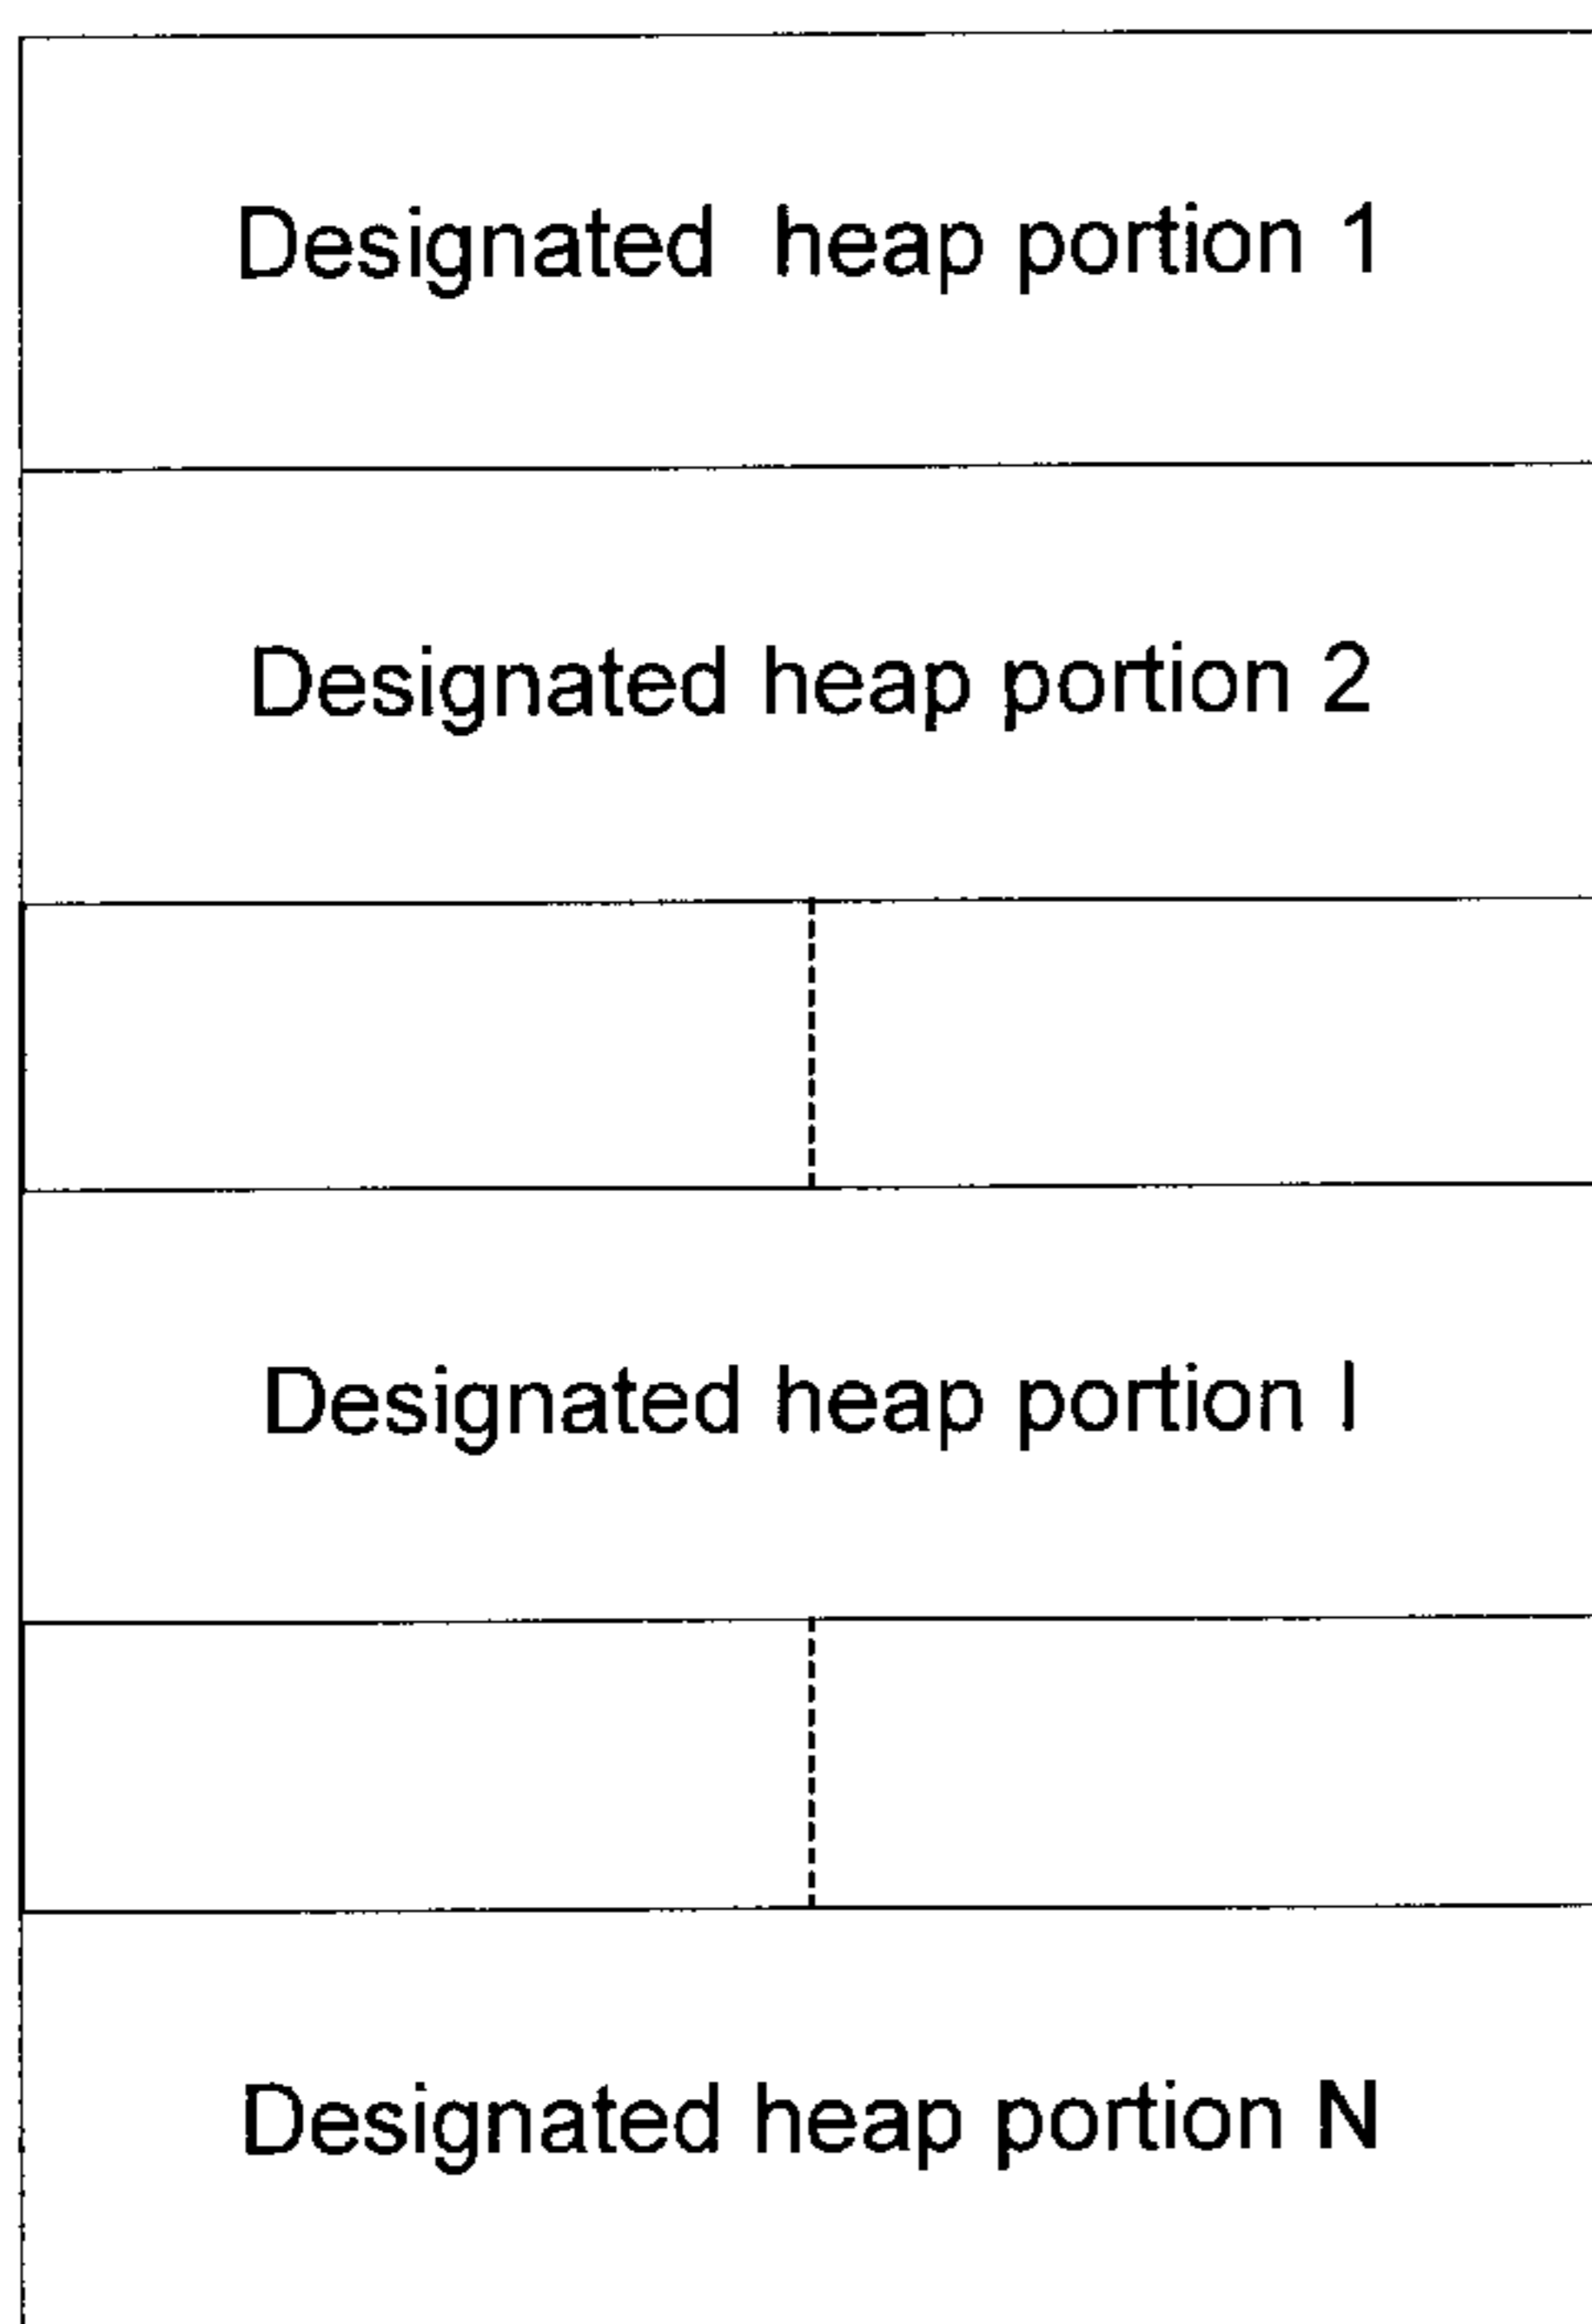 Designated heap portion 1
Designated heap portion 2
Designated heap portion I
Designated heap portion N